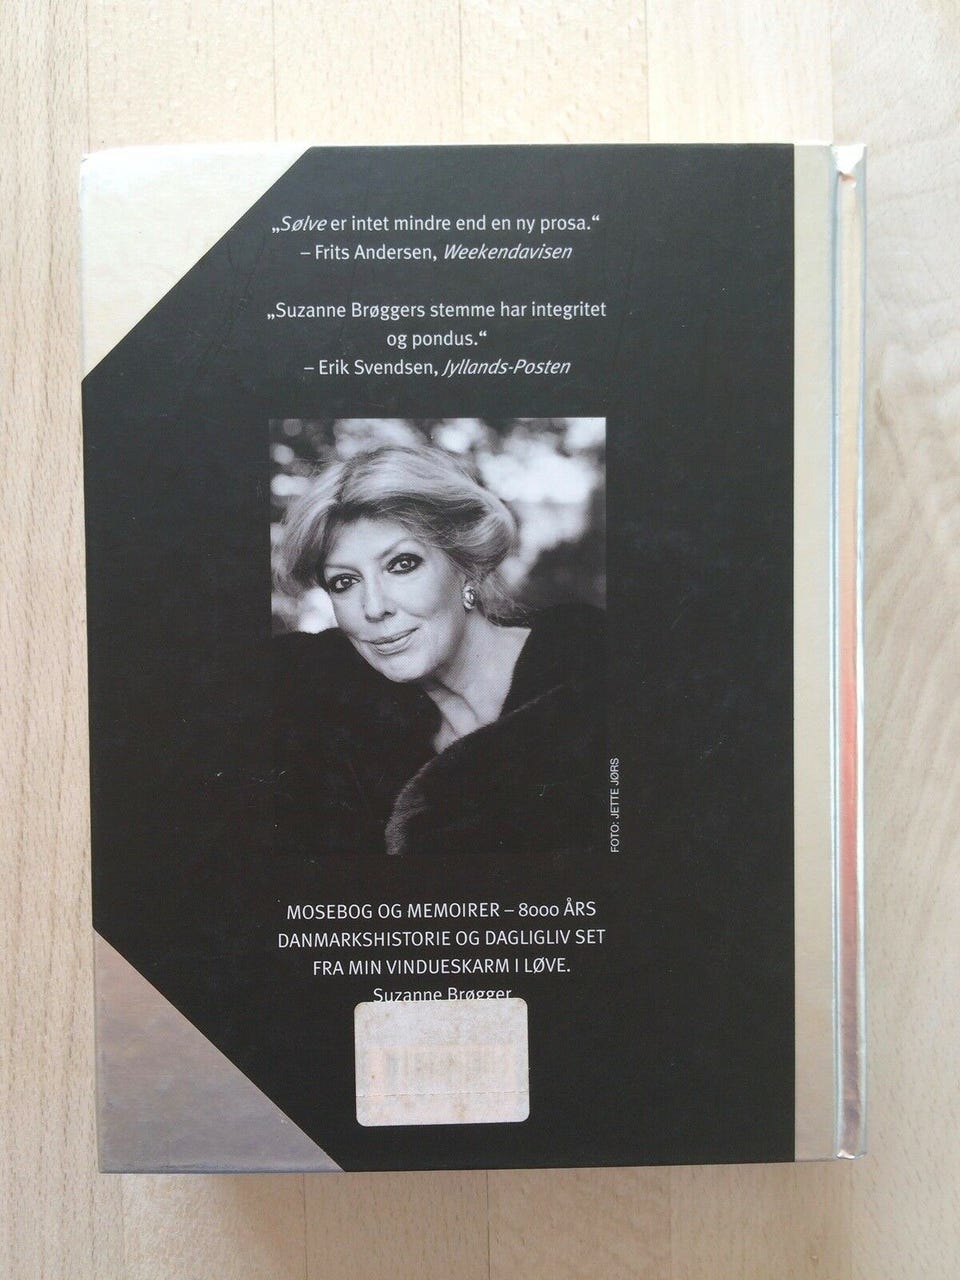 „Sølve er intet mindre end en ny prosa.“
– Frits Andersen, Weekendavisen
„Suzanne Brøggers stemme har integritet
og pondus.“
– Erik Svendsen, Jyllands-Posten
FOTO: JETTE JØRS
MOSEBOG OG MEMOIRER – 8000 ÅRS
DANMARKSHISTORIE OG DAGLIGLIV SET
FRA MIN VINDUESKARM I LØVE.
Suzanne Brøgger